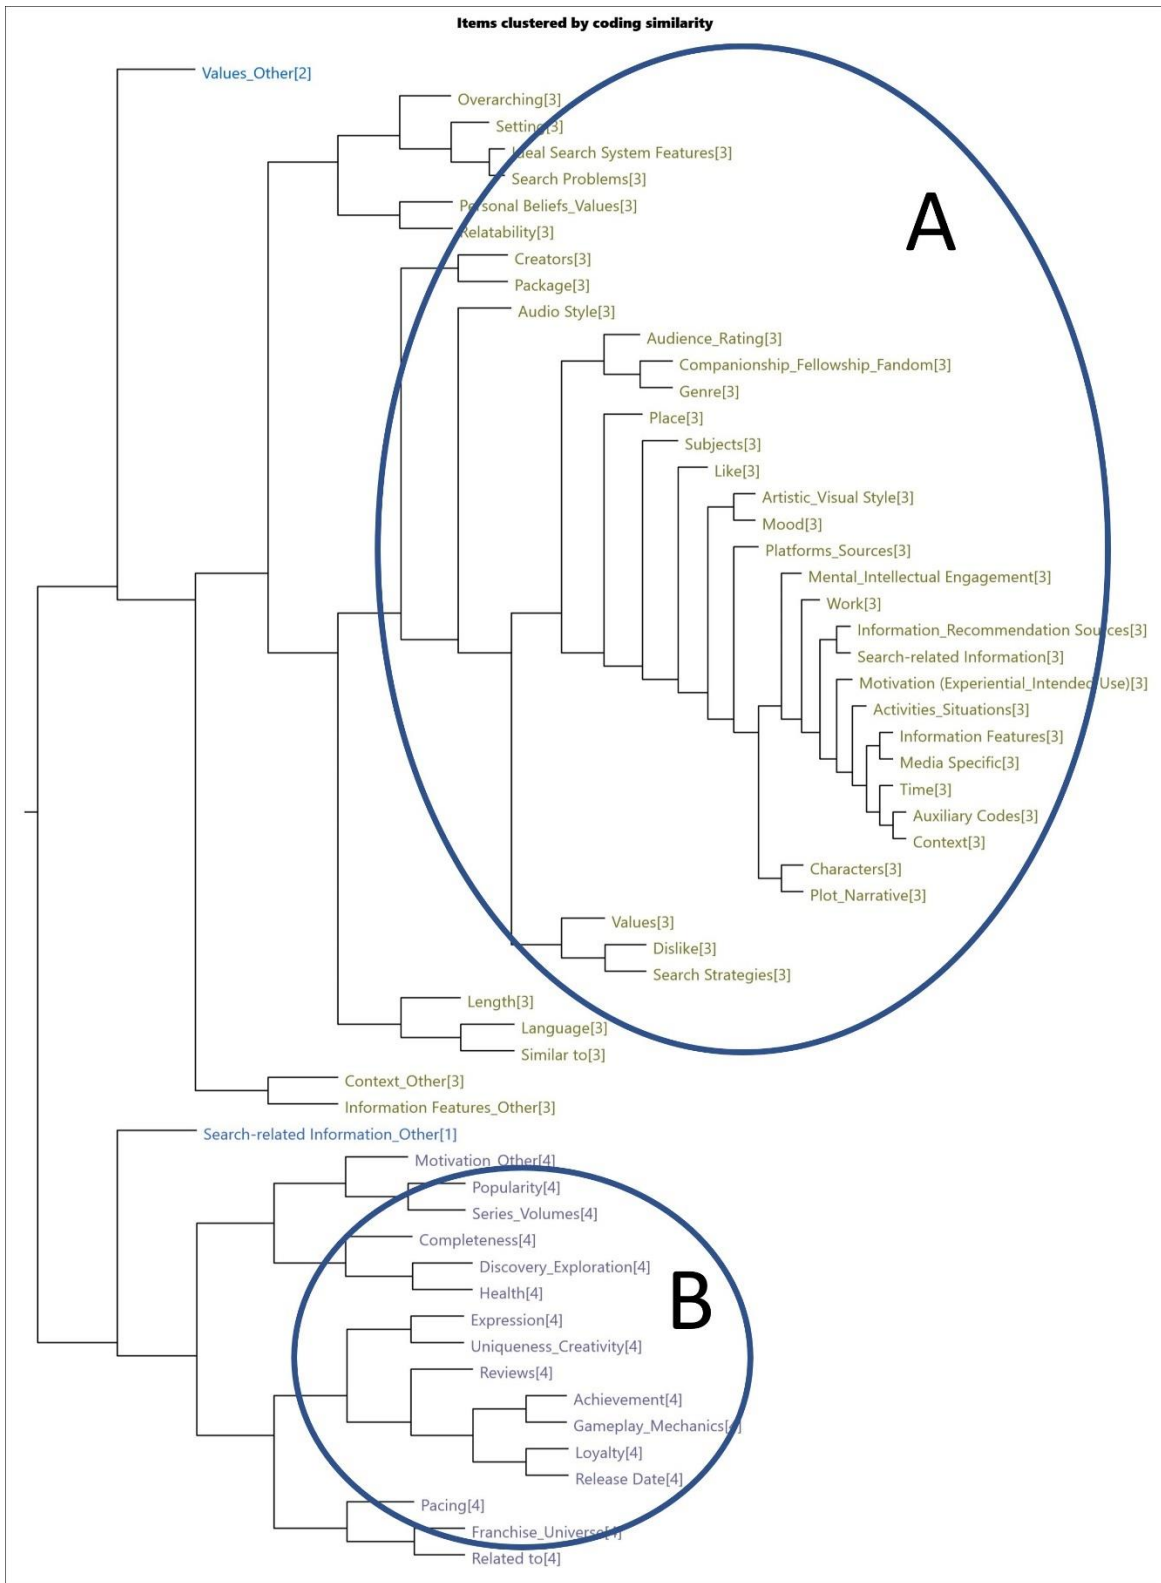 Items clustered by coding similarity
Values_Other[2]
Overarching[3]
Setting[3]
Ideal Search System Features[3]
Search Problems[3]
Personal Beliefs_Values[3]
Relatability[3]
Creators[3]
Package[3]
Audio Style[3]
Audience_Rating[3]
Companionship_Fellowship_Fandom[3]
Genre[3]
Place[3]
Subjects[3]
Like[3]
Artistic_Visual Style[3]
Mood[3]
Platforms_Sources[3]
Mental_Intellectual Engagement[3]
Work[3]
Information_Recommendation Sources[3]
Search-related Information[3]
Motivation (Experiential_Intended Use)[3]
Activities_Situations[3]
Information Features[3]
Media Specific[3]
Time[3]
Auxiliary Codes[3]
Context[3]
Characters[3]
Plot_Narrative[3]
Values[3]
Dislike[3]
Search Strategies[3]
Length[3]
Language[3]
Similar to[3]
Context_Other[3]
Information Features_Other[3]
Search-related Information_Other[1]
Motivation_Other[4]
Popularity[4]
Series_Volumes[4]
Completeness[4]
Discovery_Exploration[4]
Health[4]
Expression[4]
Uniqueness_Creativity[4]
Reviews[4]
Achievement[4]
Gameplay_Mechanics[4]
Loyalty[4]
Release Date[4]
Pacing[4]
Franchise_Universe[4]
Related to[4]
A
B